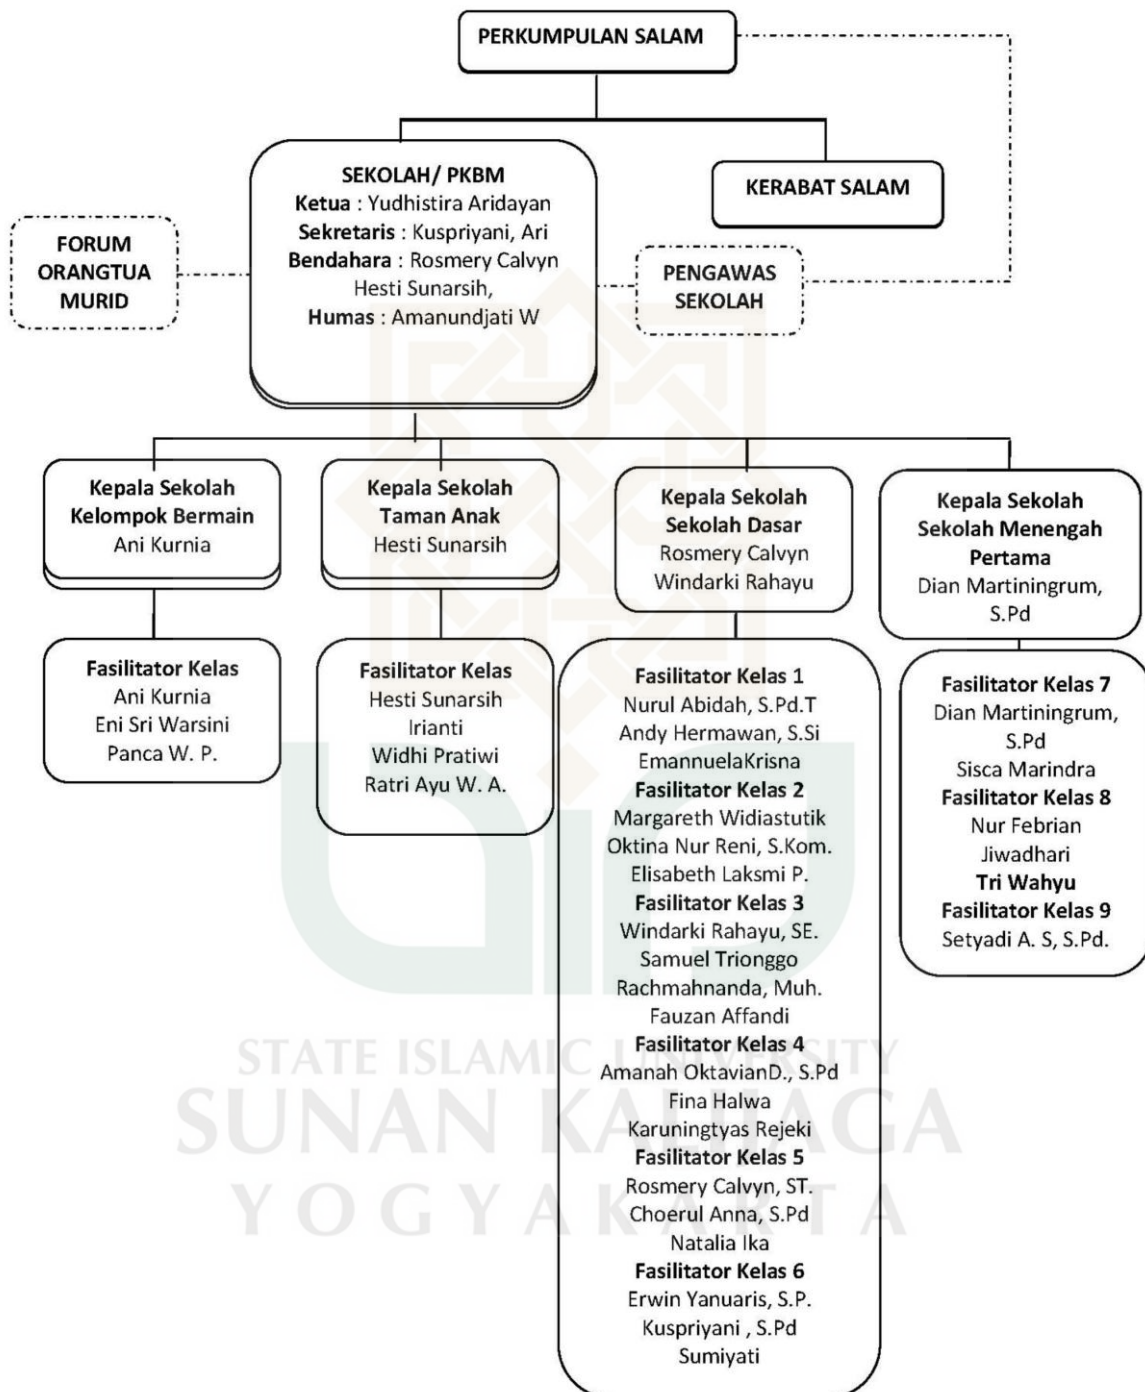 PERKUMPULAN SALAM
SEKOLAH/ PKBM
Ketua : Yudhistira Aridayan
Sekretaris : Kuspriyani, Ari
Bendahara : Rosmery Calvyn
Hesti Sunarsih,
Humas : Amanundjati W
KERABAT SALAM
FORUM
ORANGTUA
MURID
PENGAWAS
SEKOLAH
Kepala Sekolah
Kelompok Bermain
Ani Kurnia
Kepala Sekolah
Taman Anak
Hesti Sunarsih
Kepala Sekolah
Sekolah Dasar
Rosmery Calvyn
Windarki Rahayu
Kepala Sekolah
Sekolah Menengah
Pertama
Dian Martiningrum,
S.Pd
Fasilitator Kelas
Ani Kurnia
Eni Sri Warsini
Panca W. P.
Fasilitator Kelas
Hesti Sunarsih
Irianti
Widhi Pratiwi
Ratri Ayu W. A.
Fasilitator Kelas 1
Nurul Abidah, S.Pd.T
Andy Hermawan, S.Si
EmannuelaKrisna
Fasilitator Kelas 2
Margareth Widiastutik
Oktina Nur Reni, S.Kom.
Elisabeth Laksmi P.
Fasilitator Kelas 3
Windarki Rahayu, SE.
Samuel Trionggo
Rachmahnanda, Muh.
Fauzan Affandi
Fasilitator Kelas 4
Amanah OktavianD., S.Pd
Fina Halwa
Karuningtyas Rejeki
Fasilitator Kelas 5
Rosmery Calvyn, ST.
Choerul Anna, S.Pd
Natalia Ika
Fasilitator Kelas 6
Erwin Yanuaris, S.P.
Kuspriyani , S.Pd
Sumiyati
Fasilitator Kelas 7
Dian Martiningrum,
S.Pd
Sisca Marindra
Fasilitator Kelas 8
Nur Febrian
Jiwadhari
Tri Wahyu
Fasilitator Kelas 9
Setyadi A. S, S.Pd.
STATE ISLAMIC UNIVERSITY
SUNAN KALIJAGA
YOGYAKARTA